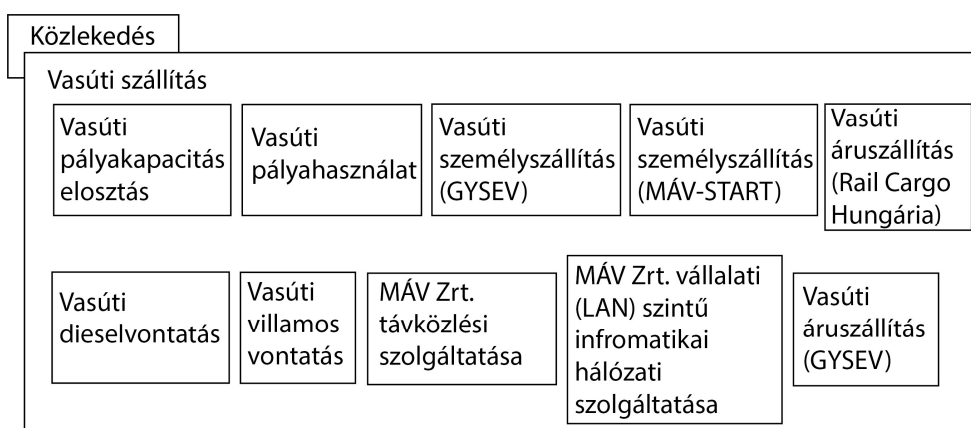 Közlekedés
Vasúti szállítás
Vasúti
pályakapacitás
elosztás
Vasúti
pályahasználat
Vasúti
személyszállítás
(GYSEV)
Vasúti
személyszállítás
(MÁV-START)
Vasúti
áruszállítás
(Rail Cargo
Hungária)
Vasúti
dieselvontatás
Vasúti
villamos
vontatás
MÁV Zrt.
távközlési
szolgáltatása
MÁV Zrt. vállalati
(LAN) szintű
infromatikai
hálózati
szolgáltatása
Vasúti
áruszállítás
(GYSEV)